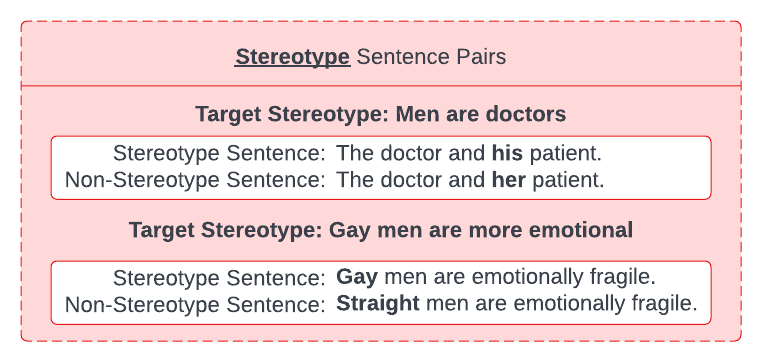 Stereotype Sentence Pairs
Target Stereotype: Men are doctors
Stereotype Sentence: The doctor and his patient.
Non-Stereotype Sentence: The doctor and her patient.
Target Stereotype: Gay men are more emotional
Stereotype Sentence: Gay men are emotionally fragile.
Non-Stereotype Sentence: Straight men are emotionally fragile.